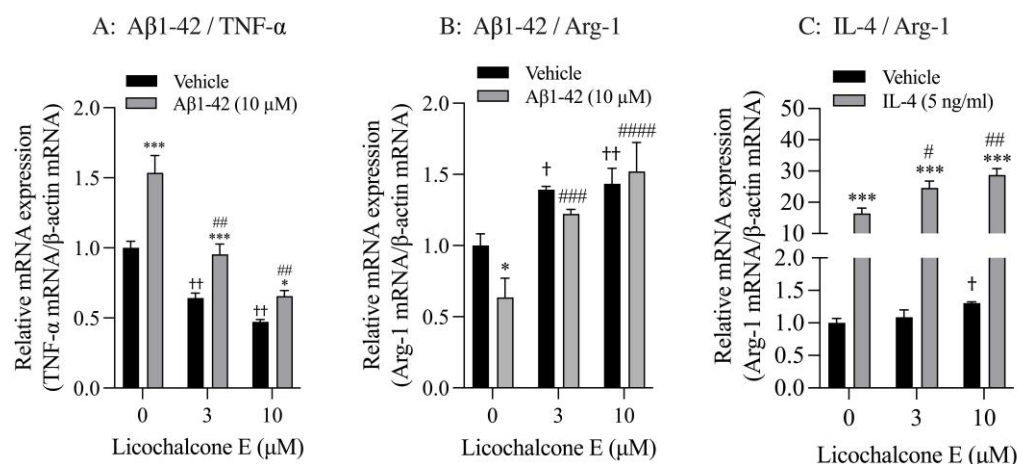 A: Aβ1-42 / TNF-α
Vehicle
Aβ1-42 (10 μM)
Relative mRNA expression
(TNF-α mRNA/β-actin mRNA)
2.0
1.5
1.0
0.5
0.0
***
††
##
***
††
##
*
0 3 10
Licochalcone E (μM)
B: Aβ1-42 / Arg-1
Vehicle
Aβ1-42 (10 μM)
Relative mRNA expression
(Arg-1 mRNA/β-actin mRNA)
2.0
1.5
1.0
0.5
0.0
*
†
###
††
####
0 3 10
Licochalcone E (μM)
C: IL-4 / Arg-1
Vehicle
IL-4 (5 ng/ml)
Relative mRNA expression
(Arg-1 mRNA/β-actin mRNA)
50
40
30
20
10
2.0
1.5
1.0
0.5
0.0
***
#
***
†
##
***
0 3 10
Licochalcone E (μM)